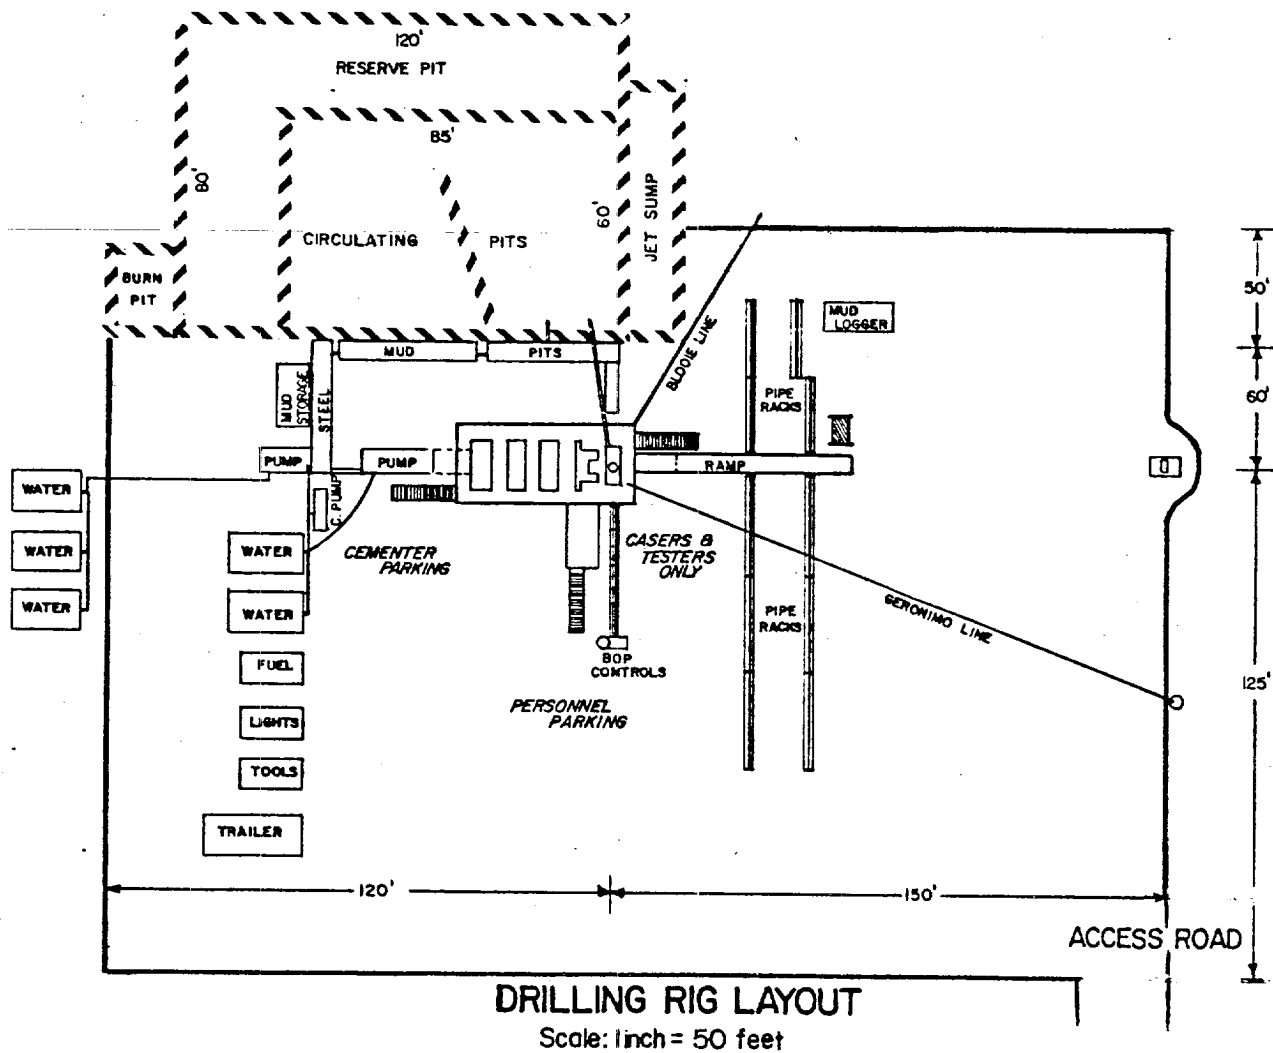 120'
RESERVE PIT
85'
80'
60'
JET SUMP
CIRCULATING PITS
BURN
PIT
50'
MUD
LOGGER
BLOOIE LINE
MUD PITS
MUD
STORAGE
STEEL
PIPE
RACKS
60'
PUMP
PUMP
RAMP
WATER
C. PUMP
WATER
WATER
CEMENTER
PARKING
CASERS &
TESTERS
ONLY
WATER
WATER
GERONIMO LINE
PIPE
RACKS
FUEL
BOP
CONTROLS
125'
LIGHTS
PERSONNEL
PARKING
TOOLS
TRAILER
120'
150'
ACCESS ROAD
DRILLING RIG LAYOUT
Scale: 1 inch = 50 feet